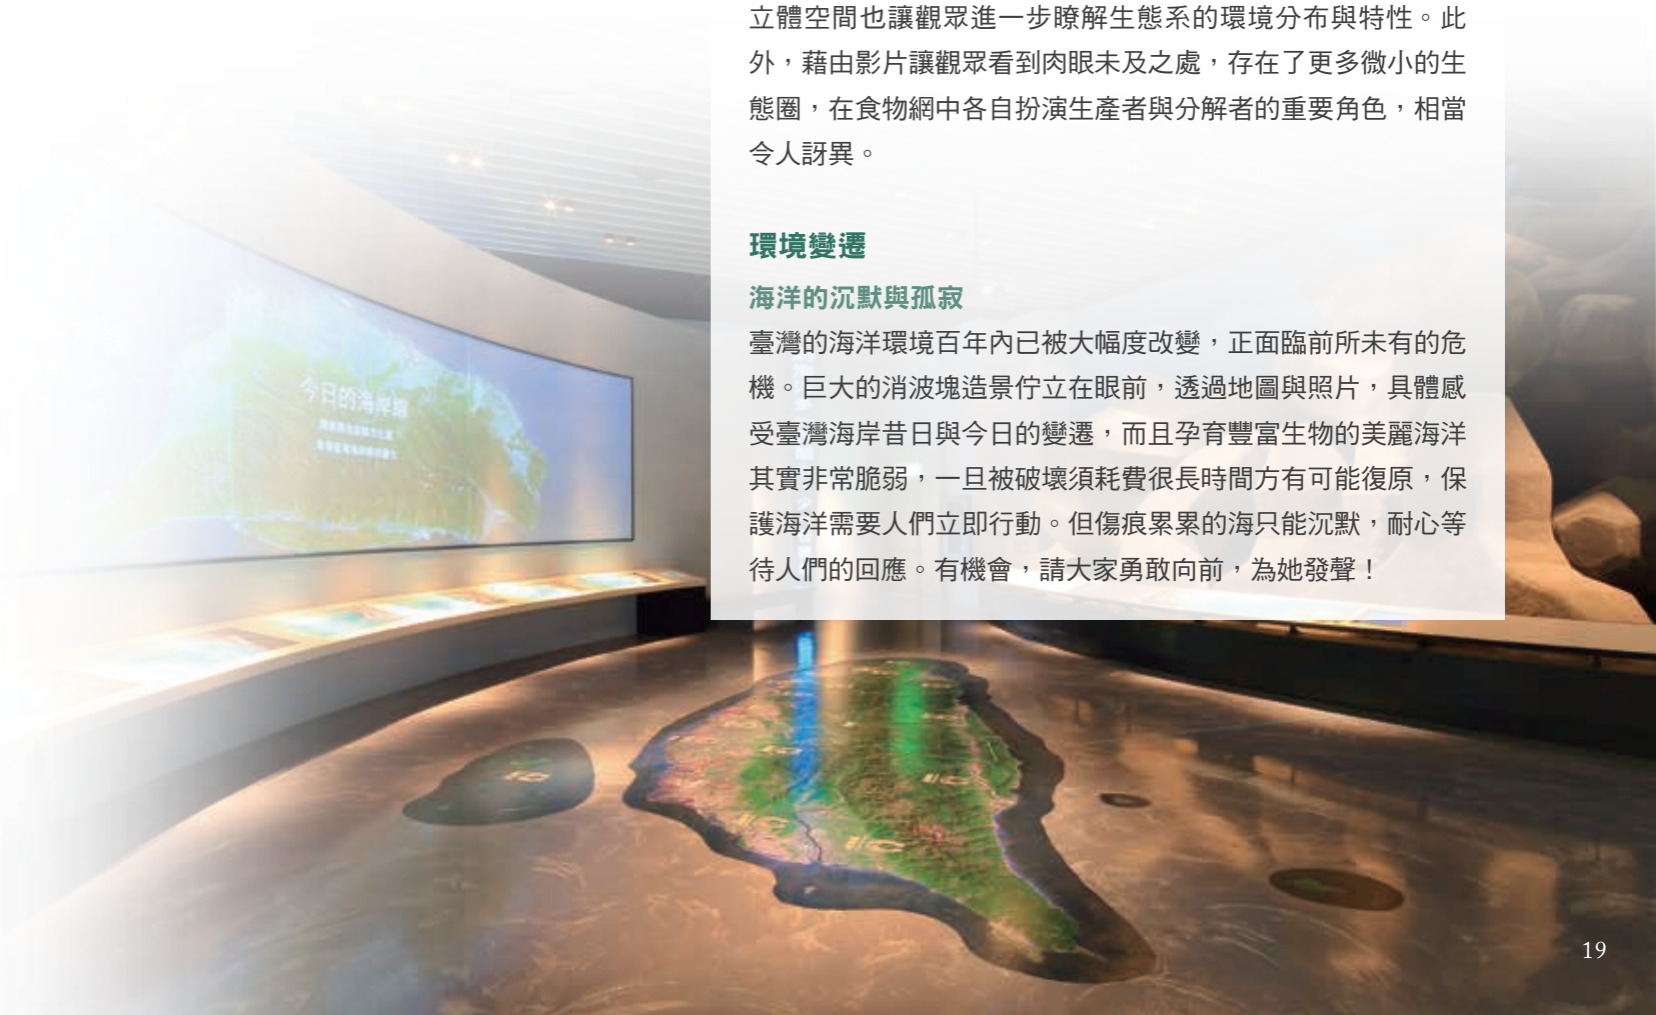 立體空間也讓觀眾進一步瞭解生態系的環境分布與特性。此
外，藉由影片讓觀眾看到肉眼未及之處，存在了更多微小的生
態圈，在食物網中各自扮演生產者與分解者的重要角色，相當
令人訝異。
環境變遷
海洋的沉默與孤寂
臺灣的海洋環境百年內已被大幅度改變，正面臨前所未有的危
機。巨大的消波塊造景佇立在眼前，透過地圖與照片，具體感
受臺灣海岸昔日與今日的變遷，而且孕育豐富生物的美麗海洋
其實非常脆弱，一旦被破壞須耗費很長時間方有可能復原，保
護海洋需要人們立即行動。但傷痕累累的海只能沉默，耐心等
待人們的回應。有機會，請大家勇敢向前，為她發聲！
今日的海岸線
19